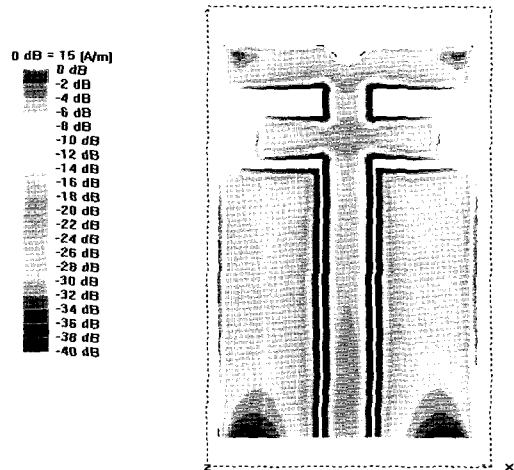 0 dB = 15 [A/m]
0 dB
-2 dB
-4 dB
-6 dB
-8 dB
-10 dB
-12 dB
-14 dB
-16 dB
-18 dB
-20 dB
-22 dB
-24 dB
-26 dB
-28 dB
-30 dB
-32 dB
-34 dB
-36 dB
-38 dB
-40 dB
z
x